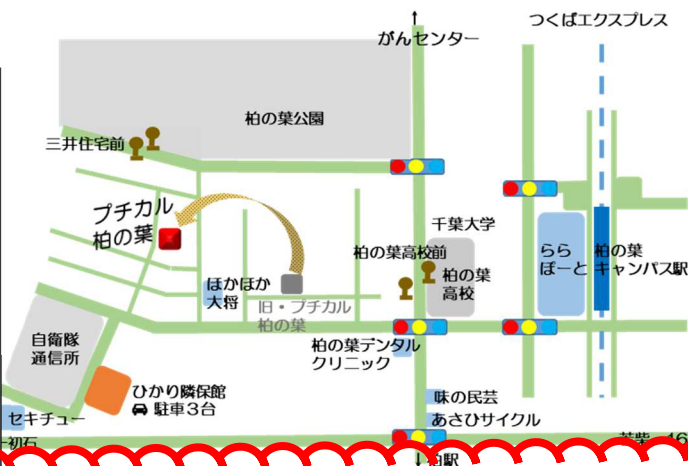 つくばエクスプレス
がんセンター
柏の葉公園
三井住宅前
プチカル
柏の葉
千葉大学
柏の葉高校前
柏の葉
高校
らら
ぽーと
柏の葉
キャンパス駅
ほかほか
大将
旧・プチカル
柏の葉
自衛隊
通信所
柏の葉デンタル
クリニック
ひかり隣保館
駐車３台
味の民芸
あさひサイクル
セキチュー
初石
柏駅